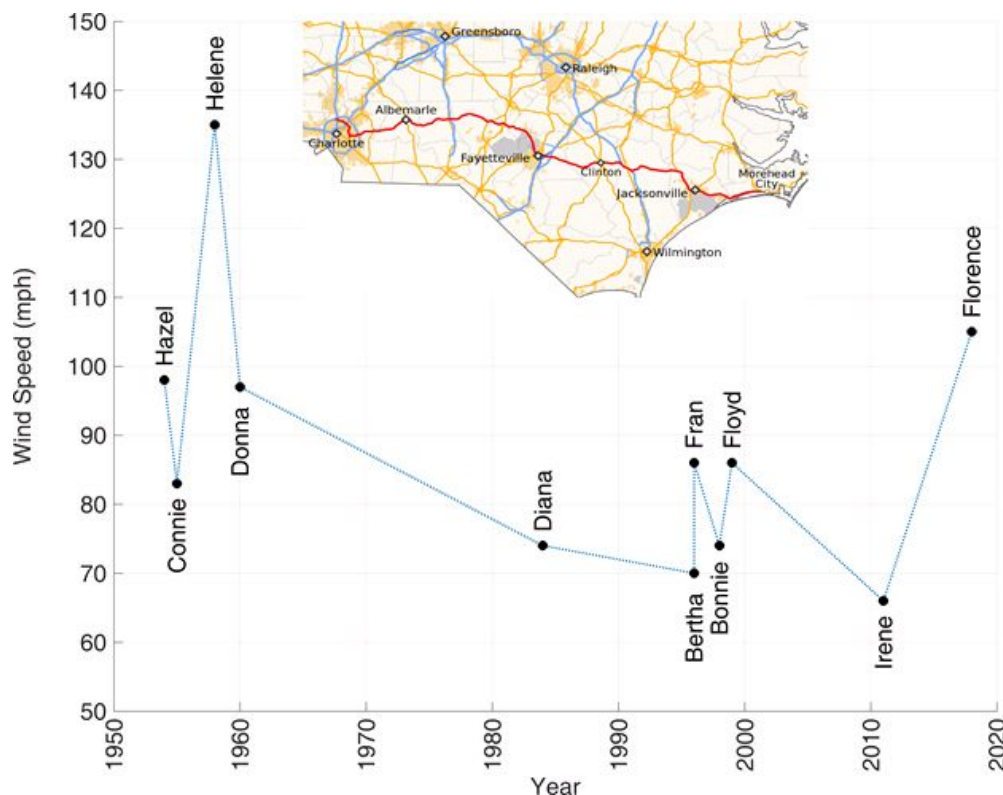 150
140
130
120
110
100
90
80
70
60
50
Wind Speed (mph)
1950
1960
1970
1980
1990
2000
2010
2020
Year
Hazel
Connie
Helene
Donna
Diana
Bertha
Fran
Bonnie
Floyd
Irene
Florence
Greensboro
Raleigh
Albemarle
Charlotte
Fayetteville
Clinton
Morehead
City
Jacksonville
Wilmington